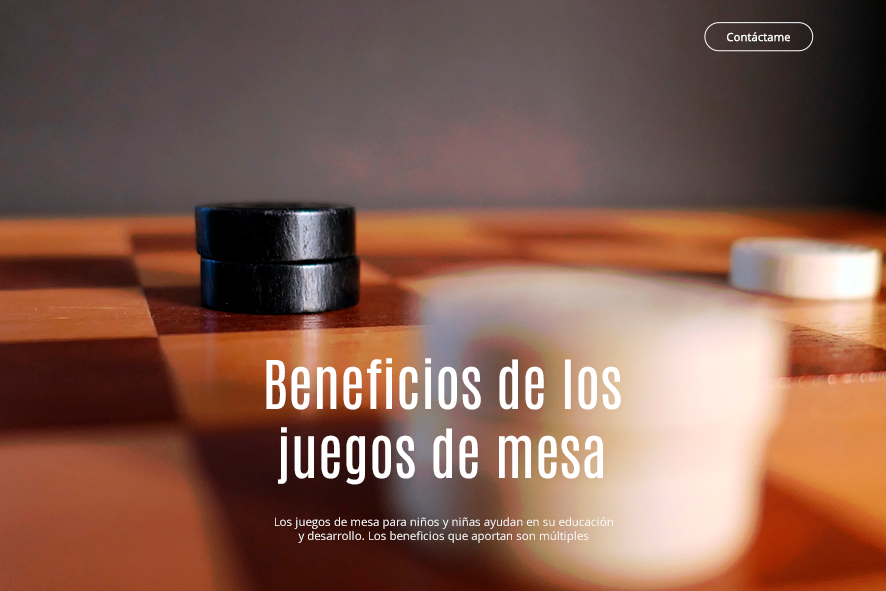 Contáctame
Beneficios de los
juegos de mesa
Los juegos de mesa para niños y niñas ayudan en su educación
y desarrollo. Los beneficios que aportan son múltiples